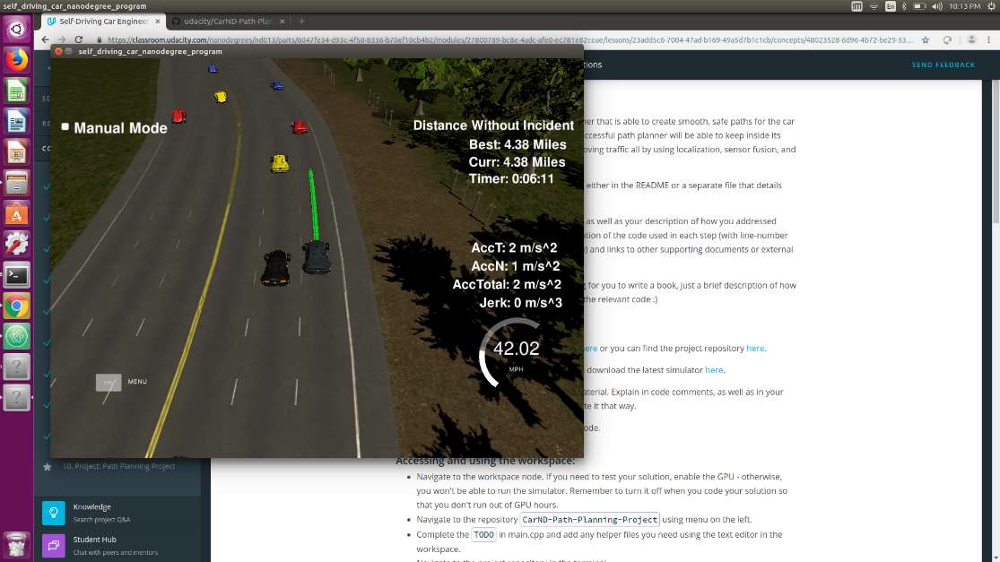 self_driving_car_nanodegree_program
En
10:13 PM
Self-Driving Car Engineer
udacity/CarND-Path-Plan
https://classroom.udacity.com/nanodegrees/nd013/parts/6047fe34-d93c-4f50-8336-b70ef10cb4b2/modules/27800789-bc8e-4adc-afe0-ec781e82ceae/lessons/23add5c6-7004-47ad-b169-49a5d7b1c1cb/concepts/48023528-6d96-4b72-be29-33...
self_driving_car_nanodegree_program
SEND FEEDBACK
Manual Mode
Distance Without Incident
Best: 4.38 Miles
Curr: 4.38 Miles
Timer: 0:06:11
AccT: 2 m/s^2
AccN: 1 m/s^2
AccTotal: 2 m/s^2
Jerk: 0 m/s^3
42.02
MPH
esc
MENU
that is able to create smooth, safe paths for the car
path planner will be able to keep inside its
traffic all by using localization, sensor fusion, and
either in the README or a separate file that details
as well as your description of how you addressed
of the code used in each step (with line-number
and links to other supporting documents or external
for you to write a book, just a brief description of how
the relevant code :)
or you can find the project repository here.
download the latest simulator here.
Explain in code comments, as well as in your
it that way.
Accessing and using the workspace:
Navigate to the workspace node. If you need to test your solution, enable the GPU - otherwise,
you won't be able to run the simulator. Remember to turn it off when you code your solution so
that you don't run out of GPU hours.
Navigate to the repository CarND-Path-Planning-Project using menu on the left.
Complete the TODO in main.cpp and add any helper files you need using the text editor in the
workspace.
Navigate to the project repository in the terminal
10. Project: Path Planning Project
Knowledge
Search project Q&A
Student Hub
Chat with peers and mentors